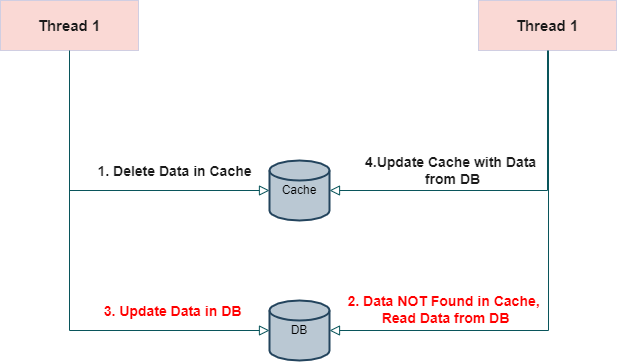 Thread 1
Thread 1
1. Delete Data in Cache
4.Update Cache with Data
from DB
Cache
3. Update Data in DB
2. Data NOT Found in Cache,
Read Data from DB
DB